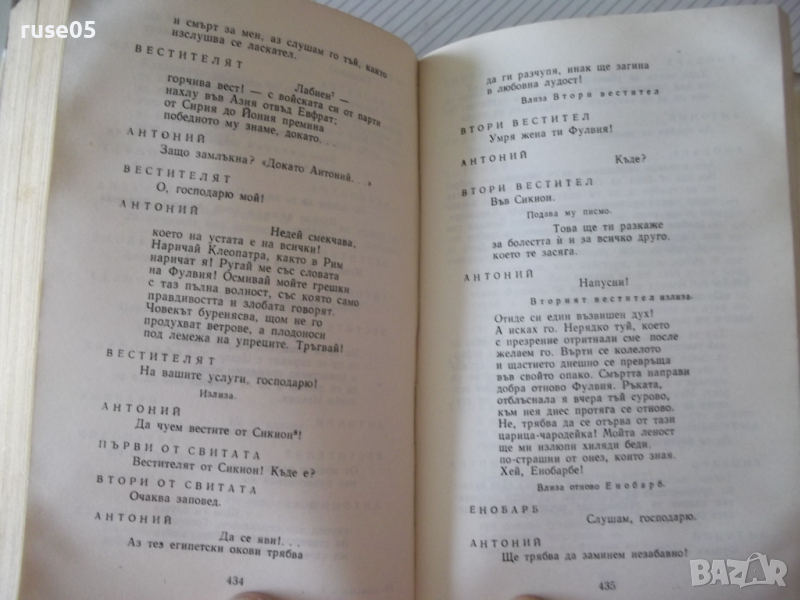 ruse05
и смърт за мен, аз слушам го тъй, както
изслушва се ласкател.
ВЕСТИТЕЛЯТ
Лабиен¹ —
горчива вест! — с войската си от парти
нахлу във Азия отвъд Евфрат;
от Сирия до Йония премина
победното му знаме, докато. . .
АНТОНИЙ
Защо замлъкна? «Докато Антоний. . .»
ВЕСТИТЕЛЯТ
О, господарю мой!
АНТОНИЙ
Недей смекчава,
което на устата е на всички!
Наричай Клеопатра, както в Рим
наричат я! Ругай ме със словата
на Фулвия! Осмивай мойте грешки
с таз пълна волност, със която само
правдивостта и злобата говорят.
Човекът буренясва, щом не го
продухват ветрове, а плодоноси
под лемежа на упреците. Тръгвай!
ВЕСТИТЕЛЯТ
На вашите услуги, господарю!
Излиза.
АНТОНИЙ
Да чуем вестите от Сикион*!
ПЪРВИ ОТ СВИТАТА
Вестителят от Сикион! Къде е?
ВТОРИ ОТ СВИТАТА
Очаква заповед.
АНТОНИЙ
Да се яви!. . .
Аз тез египетски окови трябва
434
да ги разчупя, инак ще загина
в любовна лудост!
Влиза Втори вестител
ВТОРИ ВЕСТИТЕЛ
Умря жена ти Фулвия!
АНТОНИЙ
Къде?
ВТОРИ ВЕСТИТЕЛ
Във Сикион.
Подава му писмо.
Това ще ти разкаже
за болестта ѝ и за всичко друго,
което те засяга.
АНТОНИЙ
Напусни!
Вторият вестител излиза.
Отиде си един възвишен дух!
А исках го. Нерядко туй, което
с презрение отритнали сме после
желаем го. Върти се колелото
и щастието днешно се превръща
във свойто опако. Смъртта направи
добра отново Фулвия. Ръката,
отблъснала я вчера тъй сурово,
към нея днес протяга се отново.
Не, трябва да се отърва от тази
царица-чародейка! Мойта леност
ще ми излюпи хиляди беди,
по-страшни от онез, които зная.
Хей, Енобарбе!
Влиза отново Енобарб.
ЕНОБАРБ
Слушам, господарю.
АНТОНИЙ
Ще трябва да заминем незабавно!
435
BAZAR
.bg